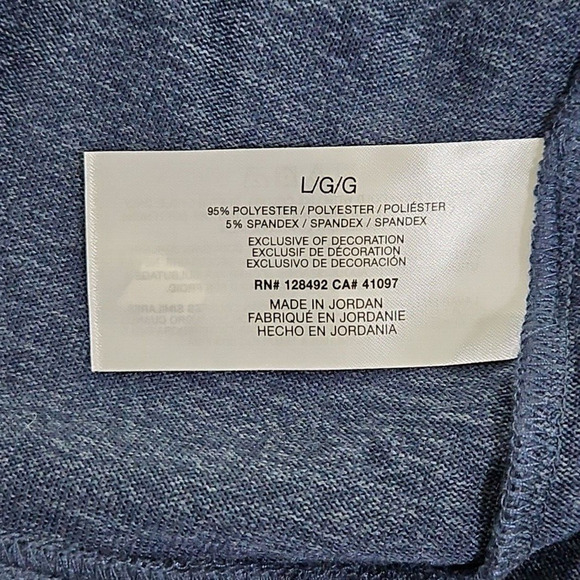 L/G/G
95% POLYESTER / POLYESTER / POLIÉSTER
5% SPANDEX / SPANDEX / SPANDEX
EXCLUSIVE OF DECORATION
EXCLUSIF DE DÉCORATION
EXCLUSIVO DE DECORACIÓN
RN# 128492 CA# 41097
MADE IN JORDAN
FABRIQUÉ EN JORDANIE
HECHO EN JORDANIA